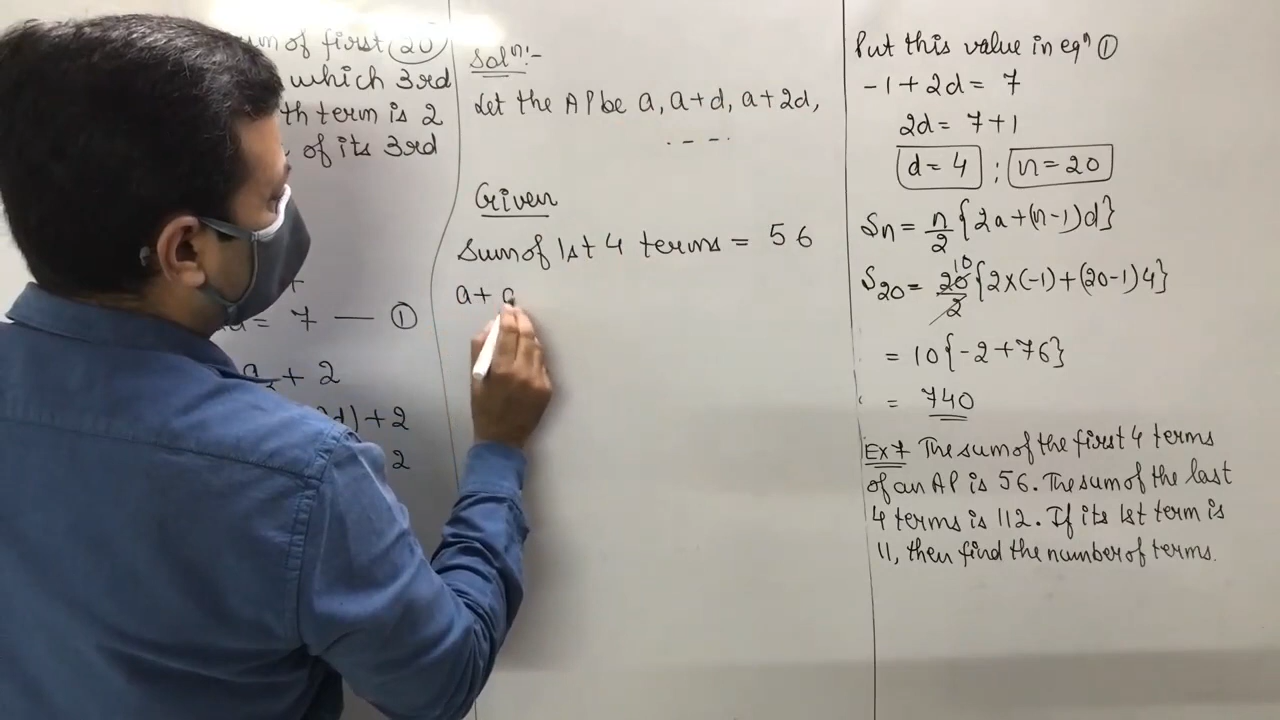 of first 20
which 3rd
th term is 2
of its 3rd
= 7 — ①
+ 2
) + 2
2
Solⁿ:-
Let the AP be a, a+d, a+2d,
- - - -
Given
Sum of 1st 4 terms = 56
a+
Put this value in eqⁿ ①
-1+2d = 7
2d = 7+1
d = 4 ; n = 20
Sn = n/2 {2a+(n-1)d}
S20 = 20/2 10 {2×(-1)+(20-1)4}
= 10{-2+76}
= 740
Ex 7 The sum of the first 4 terms
of an AP is 56. The sum of the last
4 terms is 112. If its 1st term is
11, then find the number of terms.